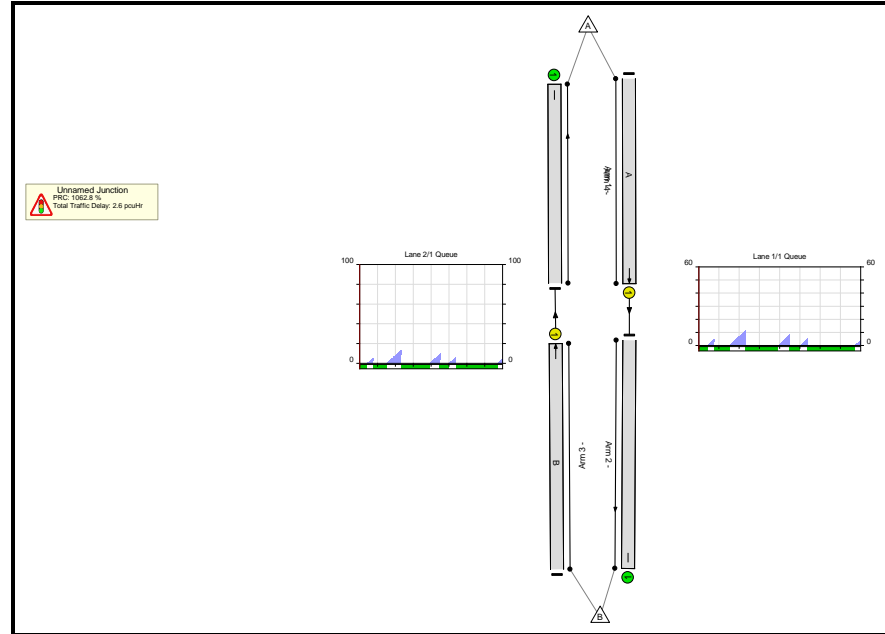 A
A
Unnamed Junction
PRC: 1062.8 %
Total Traffic Delay: 2.6 pcuHr
Lane 2/1 Queue
100
100
0
0
Lane 1/1 Queue
60
60
0
0
B
Arm 3 -
Arm 2 -
B